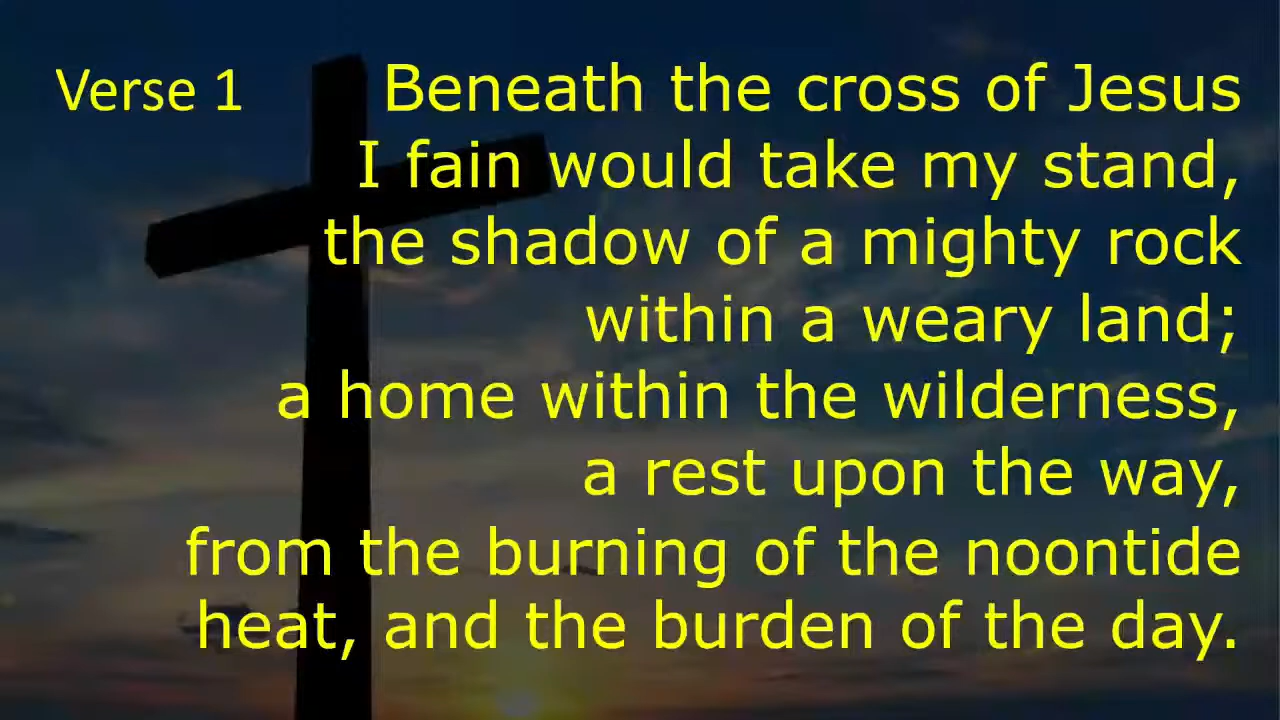 Verse 1
Beneath the cross of Jesus
I fain would take my stand,
the shadow of a mighty rock
within a weary land;
a home within the wilderness,
a rest upon the way,
from the burning of the noontide
heat, and the burden of the day.